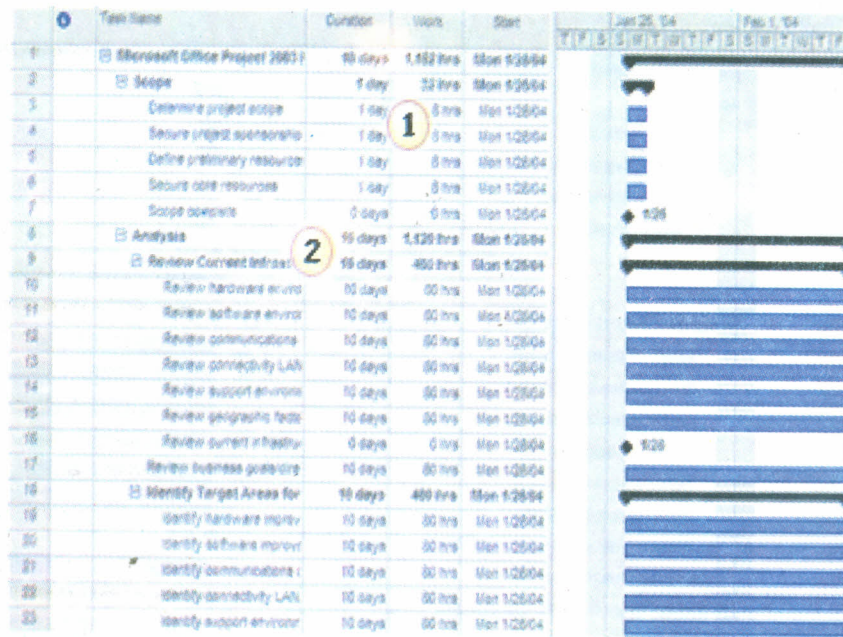 Task Name Duration Work Start Jan 25, '04 Feb 1, '04
T F S S M T W T F S S M T W T F
1 Microsoft Office Project 2003 10 days 1,152 hrs Mon 1/26/04
2 Scope 1 day 32 hrs Mon 1/26/04
3 Determine project scope 1 day 8 hrs Mon 1/26/04
1
4 Secure project sponsorship 1 day 8 hrs Mon 1/26/04
5 Define preliminary resources 1 day 8 hrs Mon 1/26/04
6 Secure core resources 1 day 8 hrs Mon 1/26/04
7 Scope complete 0 days 0 hrs Mon 1/26/04 1/26
8 Analysis 10 days 1,120 hrs Mon 1/26/04
2
9 Review Current Infrast 10 days 480 hrs Mon 1/26/04
10 Review hardware enviro 10 days 80 hrs Mon 1/26/04
11 Review software enviro 10 days 80 hrs Mon 1/26/04
12 Review communications 10 days 80 hrs Mon 1/26/04
13 Review connectivity LAN 10 days 80 hrs Mon 1/26/04
14 Review support environ 10 days 80 hrs Mon 1/26/04
15 Review geographic facto 10 days 80 hrs Mon 1/26/04
16 Review current infrastru 0 days 0 hrs Mon 1/26/04 1/26
17 Review business 10 days 80 hrs Mon 1/26/04
18 Identify Target Areas for 10 days 480 hrs Mon 1/26/04
19 Identify hardware improv 10 days 80 hrs Mon 1/26/04
20 Identify software improve 10 days 80 hrs Mon 1/26/04
21 Identify communications i 10 days 80 hrs Mon 1/26/04
22 Identify connectivity LAN 10 days 80 hrs Mon 1/26/04
23 Identify support environ 10 days 80 hrs Mon 1/26/04